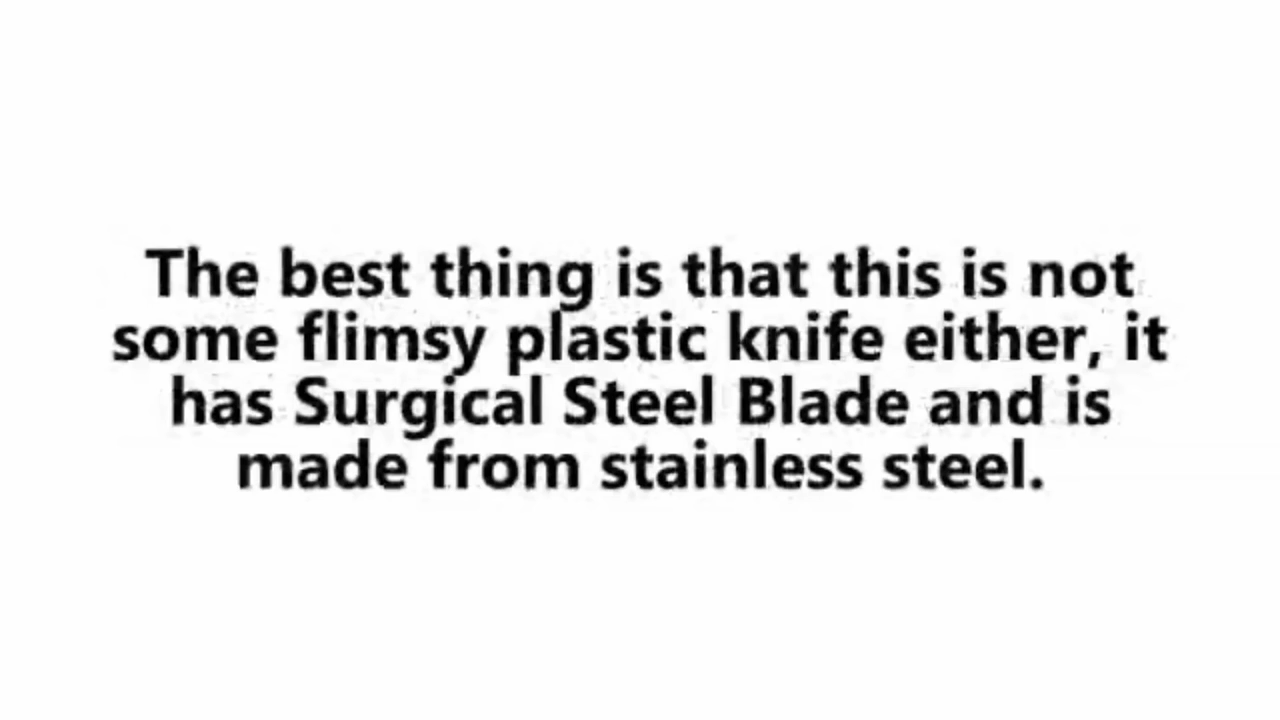 The best thing is that this is not
some flimsy plastic knife either, it
has Surgical Steel Blade and is
made from stainless steel.